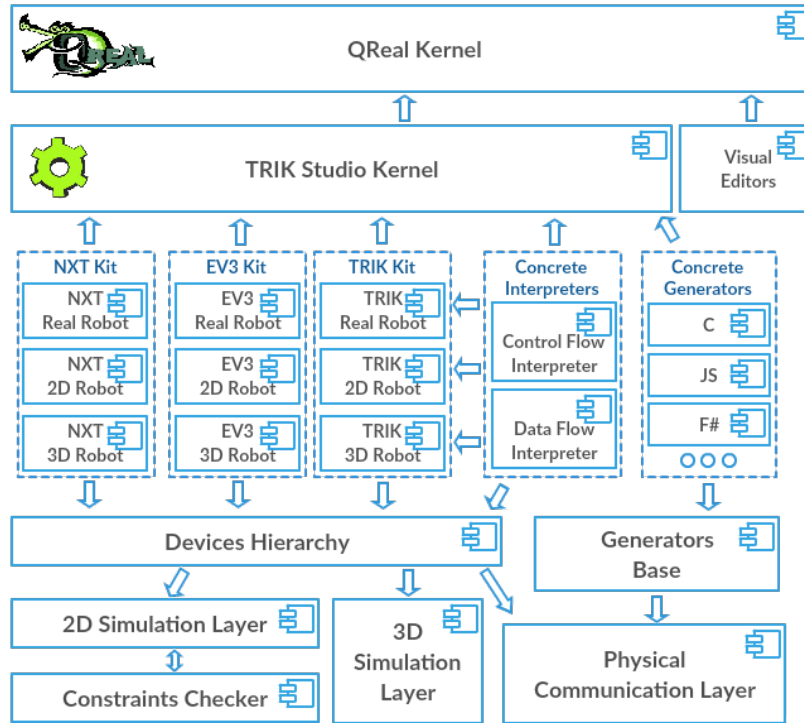 QReal
QReal Kernel
TRIK Studio Kernel
Visual
Editors
NXT Kit
EV3 Kit
TRIK Kit
Concrete
Interpreters
Concrete
Generators
NXT
Real Robot
EV3
Real Robot
TRIK
Real Robot
Control Flow
Interpreter
C
NXT
2D Robot
EV3
2D Robot
TRIK
2D Robot
JS
NXT
3D Robot
EV3
3D Robot
TRIK
3D Robot
Data Flow
Interpreter
F#
Devices Hierarchy
Generators
Base
2D Simulation Layer
3D
Simulation
Layer
Physical
Communication Layer
Constraints Checker